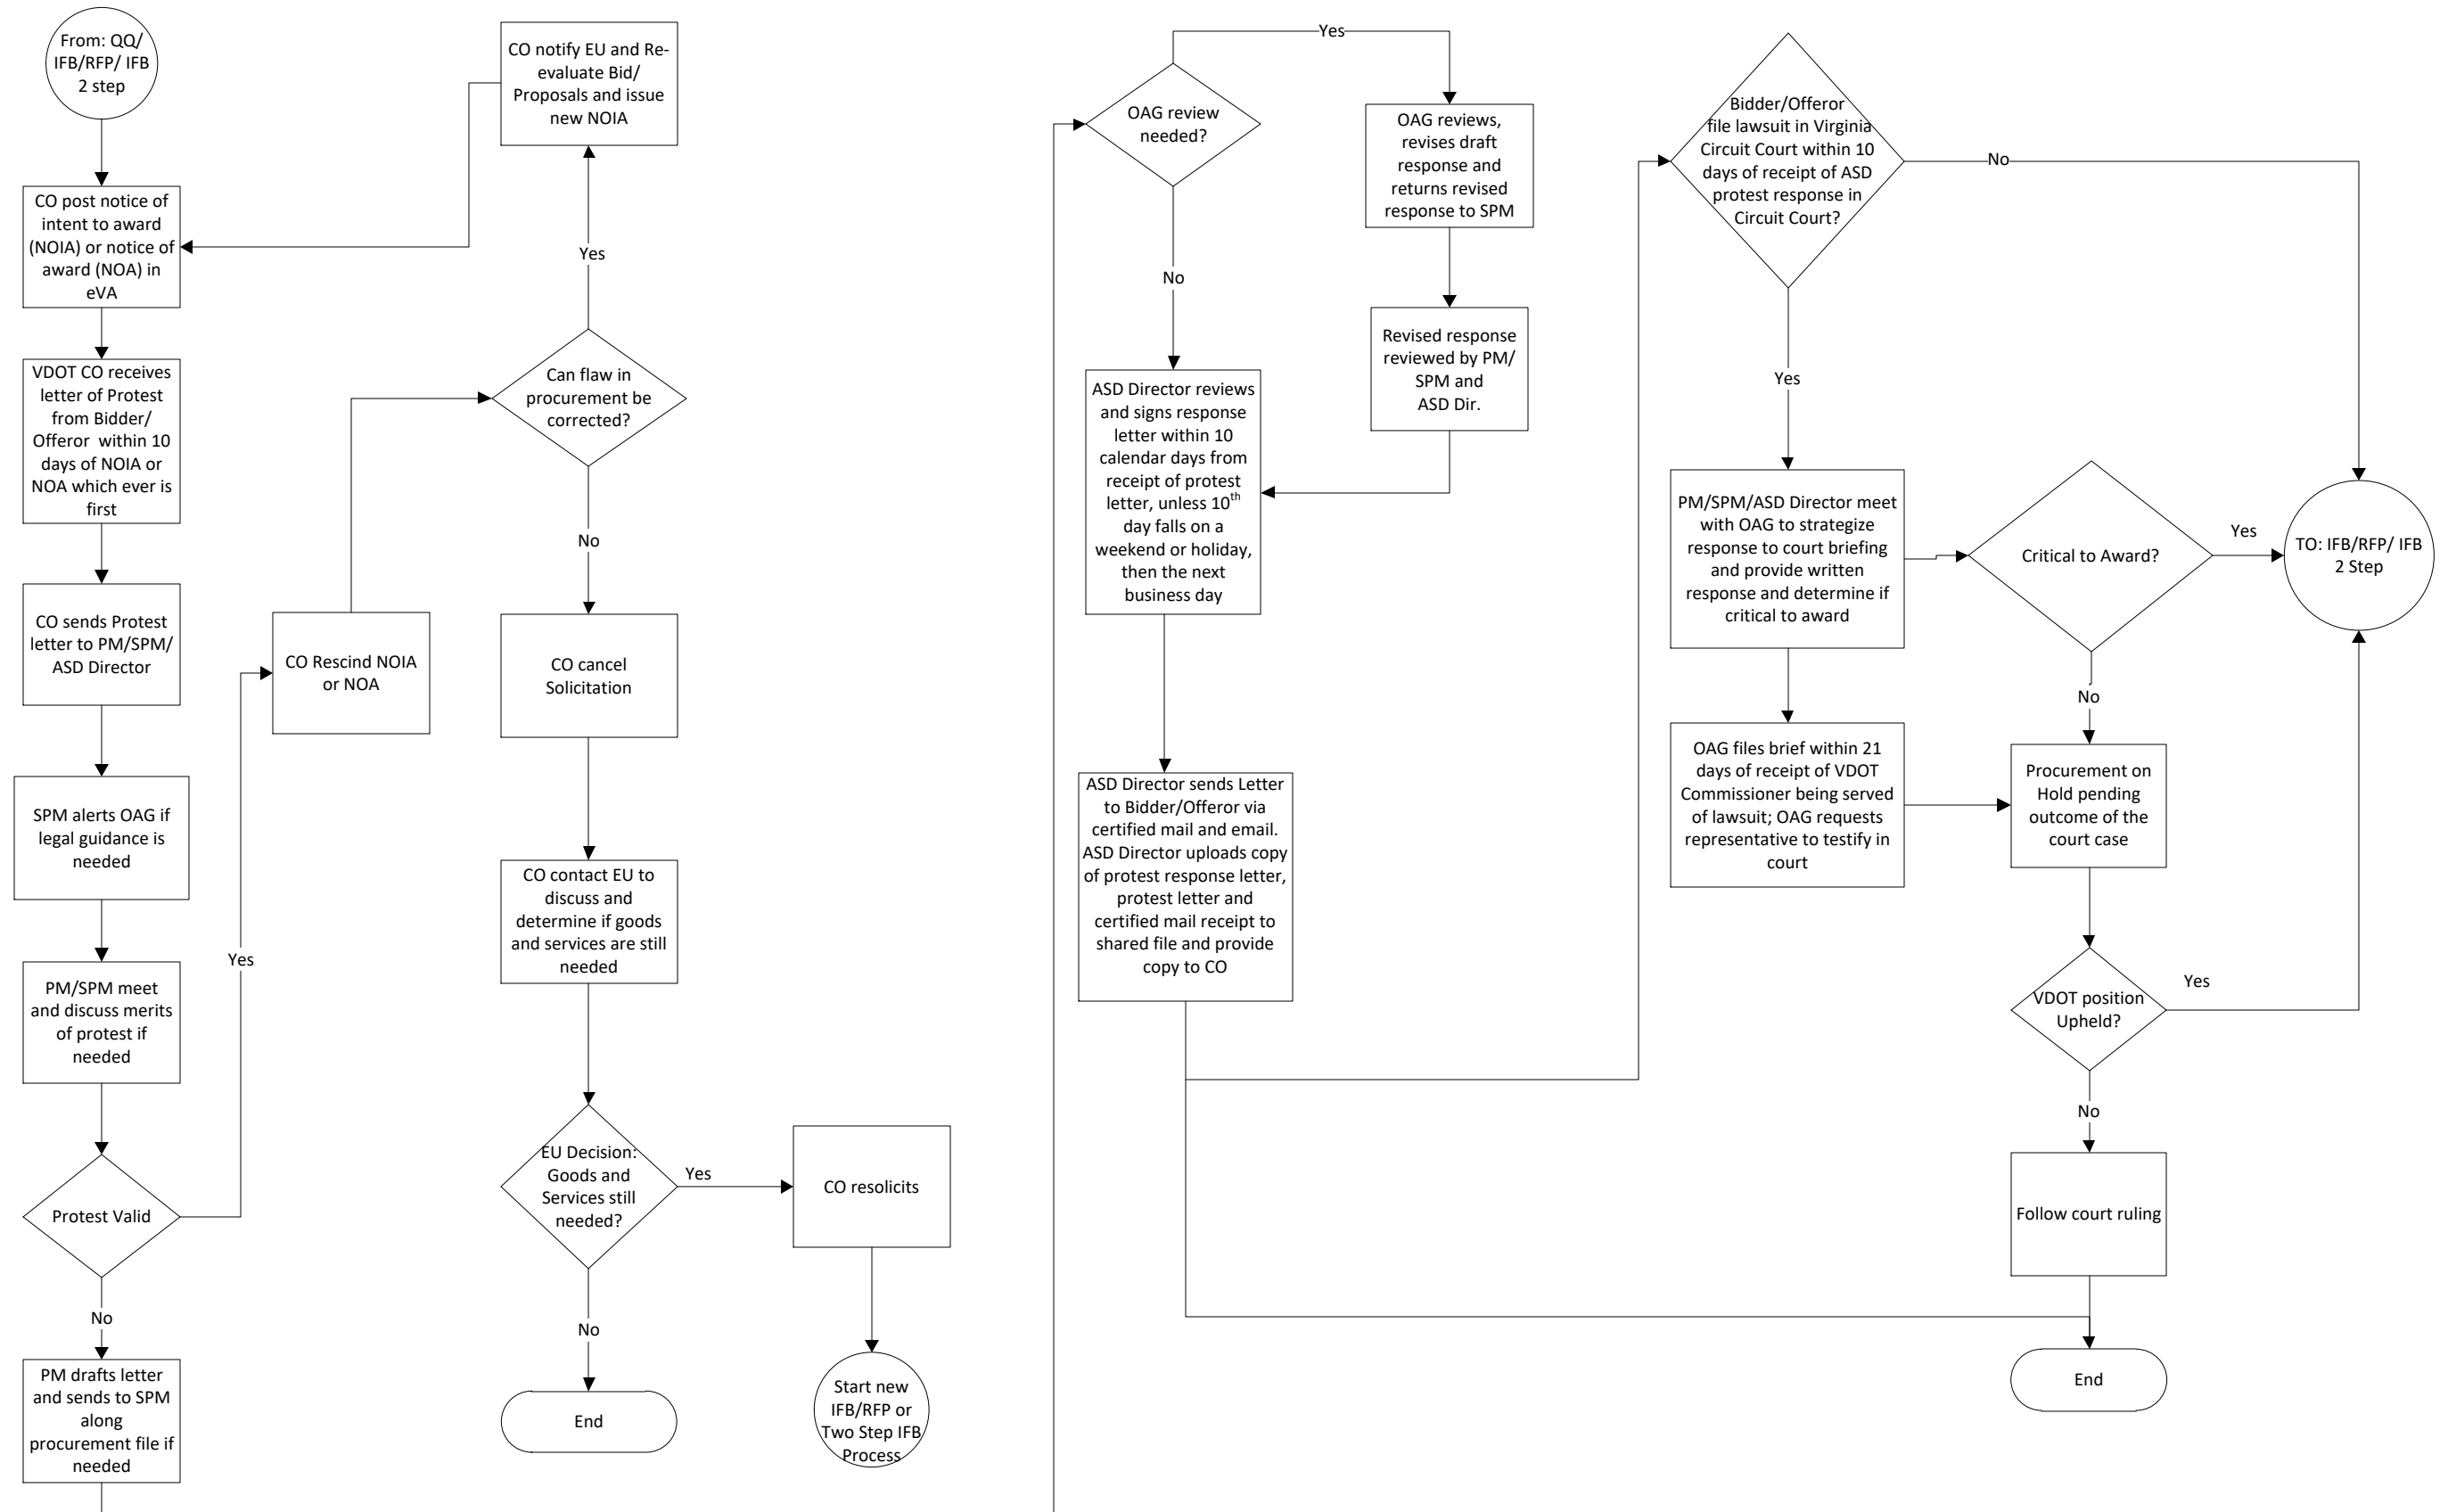 From: QQ/
IFB/RFP/ IFB
2 step
CO post notice of
intent to award
(NOIA) or notice of
award (NOA) in
eVA
VDOT CO receives
letter of Protest
from Bidder/
Offeror  within 10
days of NOIA or
NOA which ever is
first
CO sends Protest
letter to PM/SPM/
ASD Director
SPM alerts OAG if
legal guidance is
needed
PM/SPM meet
and discuss merits
of protest if
needed
Protest Valid
Yes
No
PM drafts letter
and sends to SPM
along
procurement file if
needed
CO Rescind NOIA
or NOA
CO notify EU and Re-
evaluate Bid/
Proposals and issue
new NOIA
Yes
Can flaw in
procurement be
corrected?
No
CO cancel
Solicitation
CO contact EU to
discuss and
determine if goods
and services are still
needed
EU Decision:
Goods and
Services still
needed?
Yes
CO resolicits
No
End
Start new
IFB/RFP or
Two Step IFB
Process
Yes
OAG review
needed?
No
OAG reviews,
revises draft
response and
returns revised
response to SPM
Revised response
reviewed by PM/
SPM and
ASD Dir.
ASD Director reviews
and signs response
letter within 10
calendar days from
receipt of protest
letter, unless 10th
day falls on a
weekend or holiday,
then the next
business day
ASD Director sends Letter
to Bidder/Offeror via
certified mail and email.
ASD Director uploads copy
of protest response letter,
protest letter and
certified mail receipt to
shared file and provide
copy to CO
Bidder/Offeror
file lawsuit in Virginia
Circuit Court within 10
days of receipt of ASD
protest response in
Circuit Court?
No
Yes
PM/SPM/ASD Director meet
with OAG to strategize
response to court briefing
and provide written
response and determine if
critical to award
Critical to Award?
Yes
TO: IFB/RFP/ IFB
2 Step
No
OAG files brief within 21
days of receipt of VDOT
Commissioner being served
of lawsuit; OAG requests
representative to testify in
court
Procurement on
Hold pending
outcome of the
court case
VDOT position
Upheld?
Yes
No
Follow court ruling
End